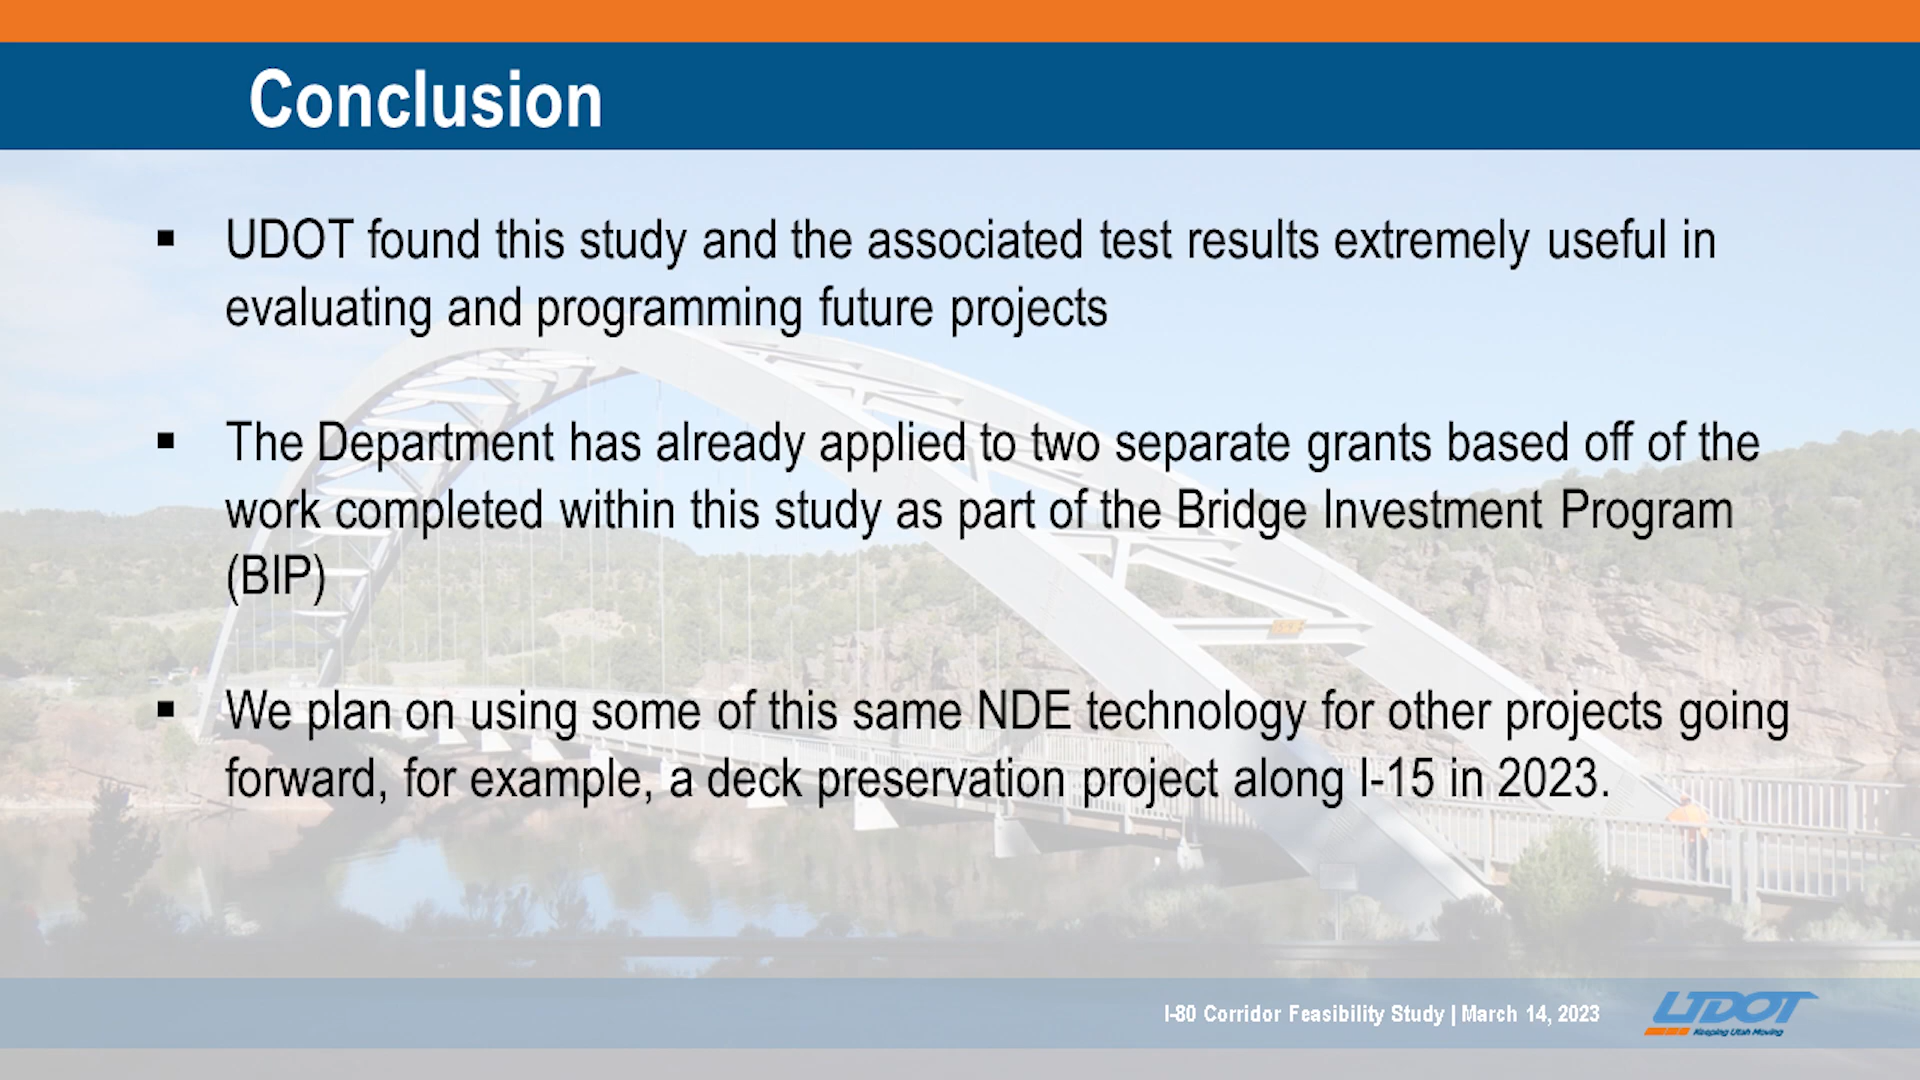 Conclusion
▪ UDOT found this study and the associated test results extremely useful in
evaluating and programming future projects
▪ The Department has already applied to two separate grants based off of the
work completed within this study as part of the Bridge Investment Program
(BIP)
▪ We plan on using some of this same NDE technology for other projects going
forward, for example, a deck preservation project along I-15 in 2023.
I-80 Corridor Feasibility Study | March 14, 2023
UDOT
Keeping Utah Moving